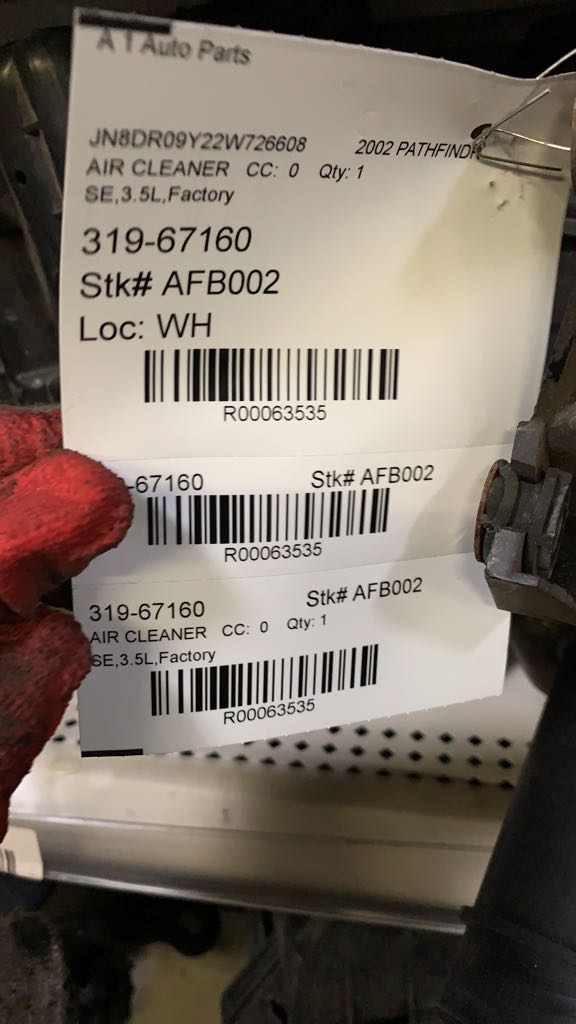 A 1 Auto Parts
JN8DR09Y22W726608 2002 PATHFINDR
AIR CLEANER CC: 0 Qty: 1
SE,3.5L,Factory
319-67160
Stk# AFB002
Loc: WH
R00063535
-67160 Stk# AFB002
R00063535
319-67160 Stk# AFB002
AIR CLEANER CC: 0 Qty: 1
SE,3.5L,Factory
R00063535